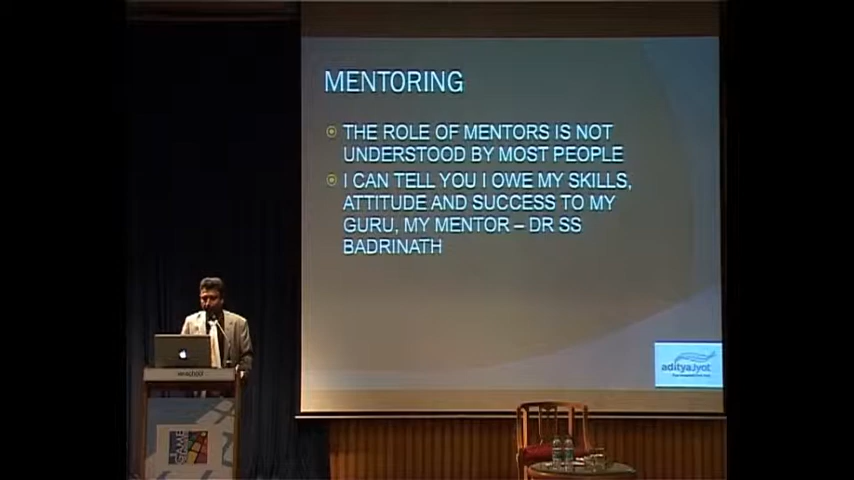 MENTORING
THE ROLE OF MENTORS IS NOT
UNDERSTOOD BY MOST PEOPLE
I CAN TELL YOU I OWE MY SKILLS,
ATTITUDE AND SUCCESS TO MY
GURU, MY MENTOR – DR SS
BADRINATH
adityaJyot